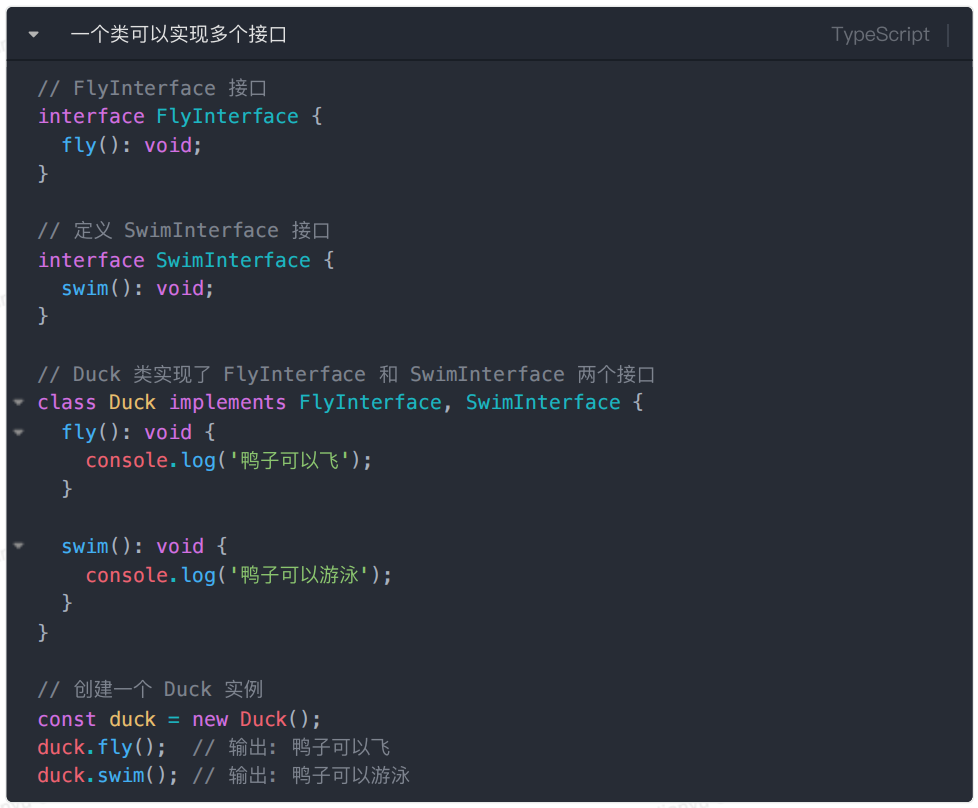 一个类可以实现多个接口
TypeScript
// FlyInterface 接口
interface FlyInterface {
  fly(): void;
}
// 定义 SwimInterface 接口
interface SwimInterface {
  swim(): void;
}
// Duck 类实现了 FlyInterface 和 SwimInterface 两个接口
class Duck implements FlyInterface, SwimInterface {
  fly(): void {
    console.log('鸭子可以飞');
  }
  swim(): void {
    console.log('鸭子可以游泳');
  }
}
// 创建一个 Duck 实例
const duck = new Duck();
duck.fly();  // 输出: 鸭子可以飞
duck.swim(); // 输出: 鸭子可以游泳